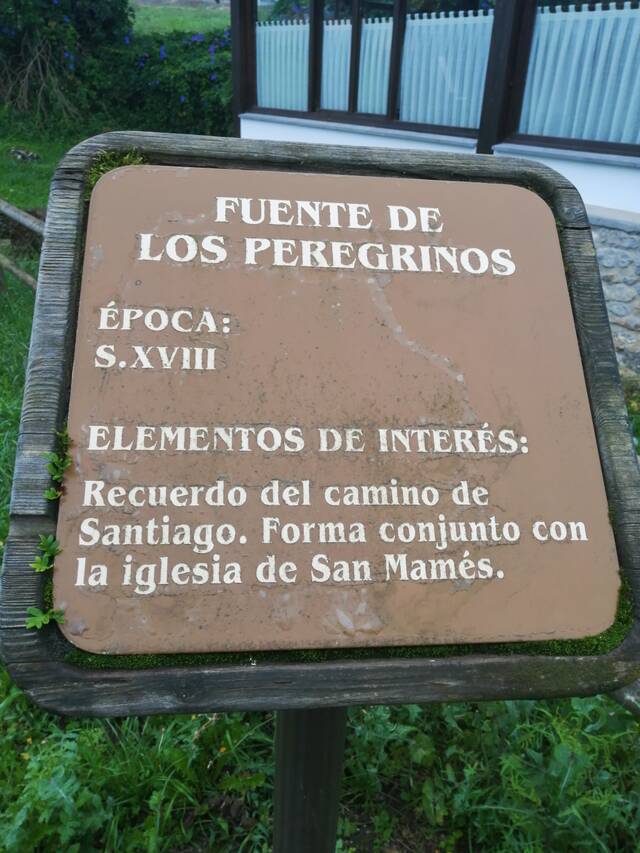 FUENTE DE
LOS PEREGRINOS
ÉPOCA:
S.XVIII
ELEMENTOS DE INTERÉS:
Recuerdo del camino de
Santiago. Forma conjunto con
la iglesia de San Mamés.